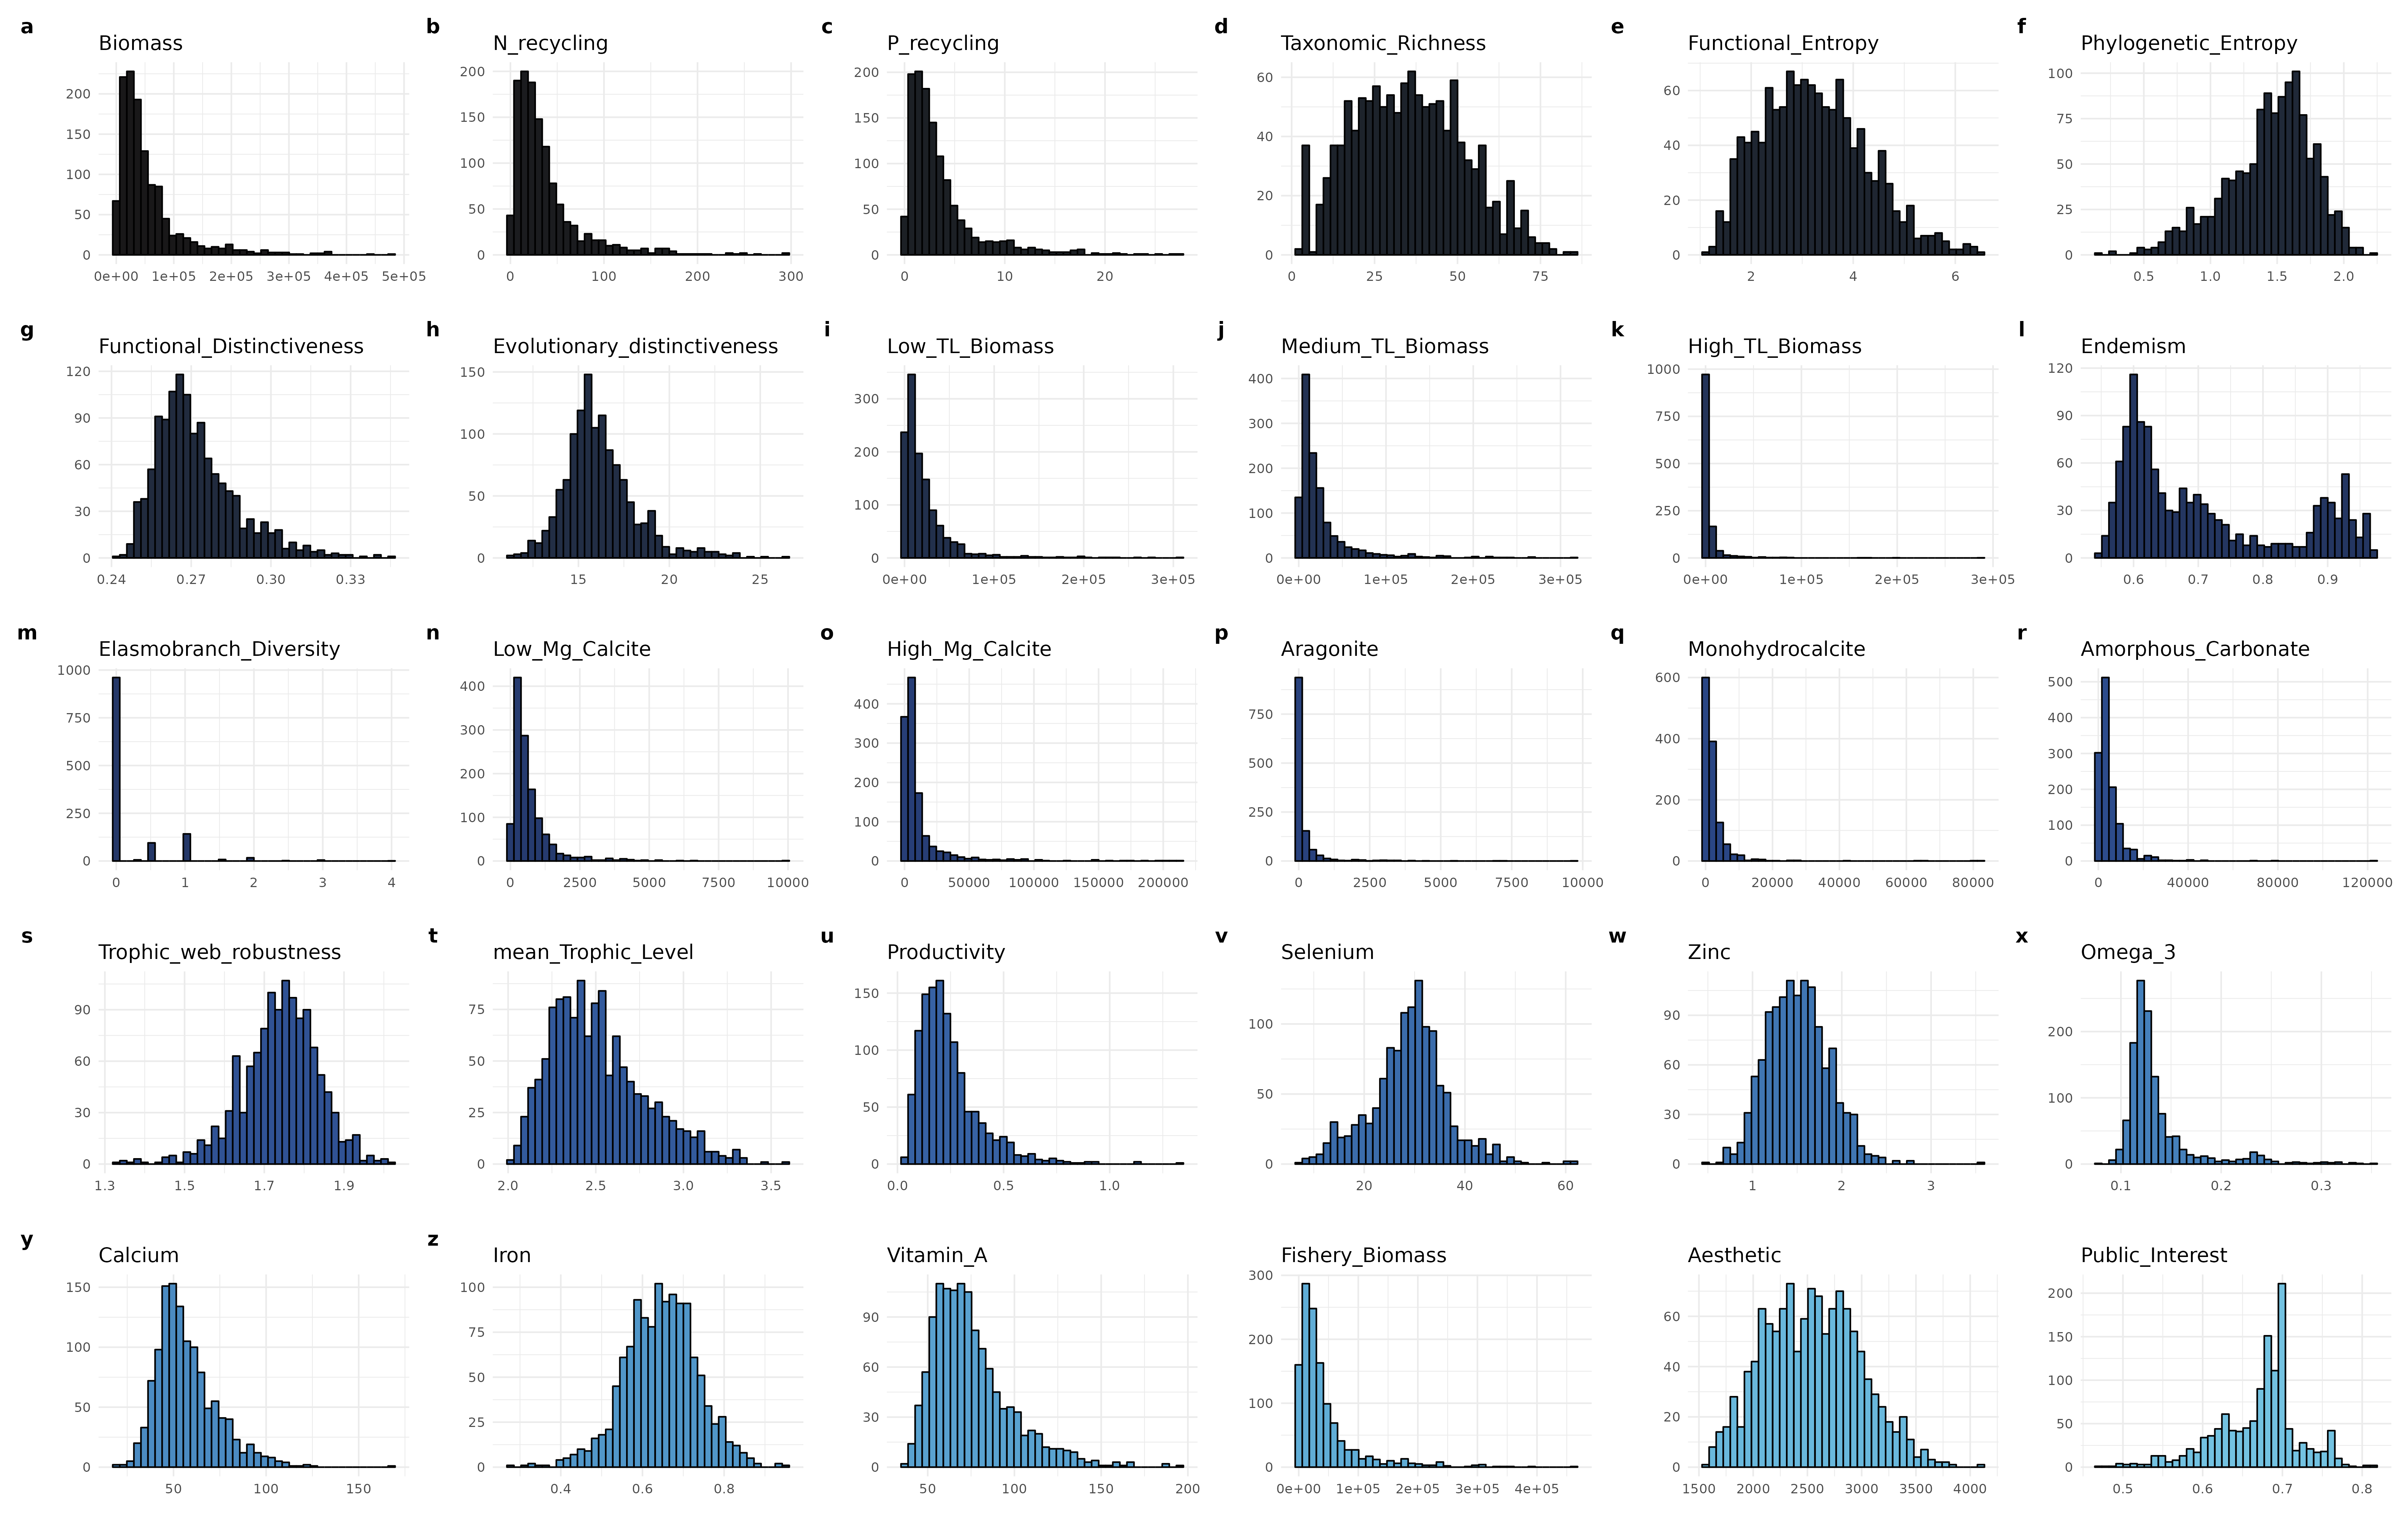 a
Biomass
0
50
100
150
200
0e+00 1e+05 2e+05 3e+05 4e+05 5e+05
b
N_recycling
0
50
100
150
200
0 100 200 300
c
P_recycling
0
50
100
150
200
0 10 20
d
Taxonomic_Richness
0
20
40
60
0 25 50 75
e
Functional_Entropy
0
20
40
60
2 4 6
f
Phylogenetic_Entropy
0
25
50
75
100
0.5 1.0 1.5 2.0
g
Functional_Distinctiveness
0
30
60
90
120
0.24 0.27 0.30 0.33
h
Evolutionary_distinctiveness
0
50
100
150
15 20 25
i
Low_TL_Biomass
0
100
200
300
0e+00 1e+05 2e+05 3e+05
j
Medium_TL_Biomass
0
100
200
300
400
0e+00 1e+05 2e+05 3e+05
k
High_TL_Biomass
0
250
500
750
1000
0e+00 1e+05 2e+05 3e+05
l
Endemism
0
30
60
90
120
0.6 0.7 0.8 0.9
m
Elasmobranch_Diversity
0
250
500
750
1000
0 1 2 3 4
n
Low_Mg_Calcite
0
100
200
300
400
0 2500 5000 7500 10000
o
High_Mg_Calcite
0
100
200
300
400
0 50000 100000 150000 200000
p
Aragonite
0
250
500
750
0 2500 5000 7500 10000
q
Monohydrocalcite
0
200
400
600
0 20000 40000 60000 80000
r
Amorphous_Carbonate
0
100
200
300
400
500
0 40000 80000 120000
s
Trophic_web_robustness
0
30
60
90
1.3 1.5 1.7 1.9
t
mean_Trophic_Level
0
25
50
75
2.0 2.5 3.0 3.5
u
Productivity
0
50
100
150
0.0 0.5 1.0
v
Selenium
0
50
100
20 40 60
w
Zinc
0
30
60
90
1 2 3
x
Omega_3
0
100
200
0.1 0.2 0.3
y
Calcium
0
50
100
150
50 100 150
z
Iron
0
25
50
75
100
0.4 0.6 0.8
Vitamin_A
0
30
60
90
50 100 150 200
Fishery_Biomass
0
100
200
300
0e+00 1e+05 2e+05 3e+05 4e+05
Aesthetic
0
20
40
60
1500 2000 2500 3000 3500 4000
Public_Interest
0
50
100
150
200
0.5 0.6 0.7 0.8